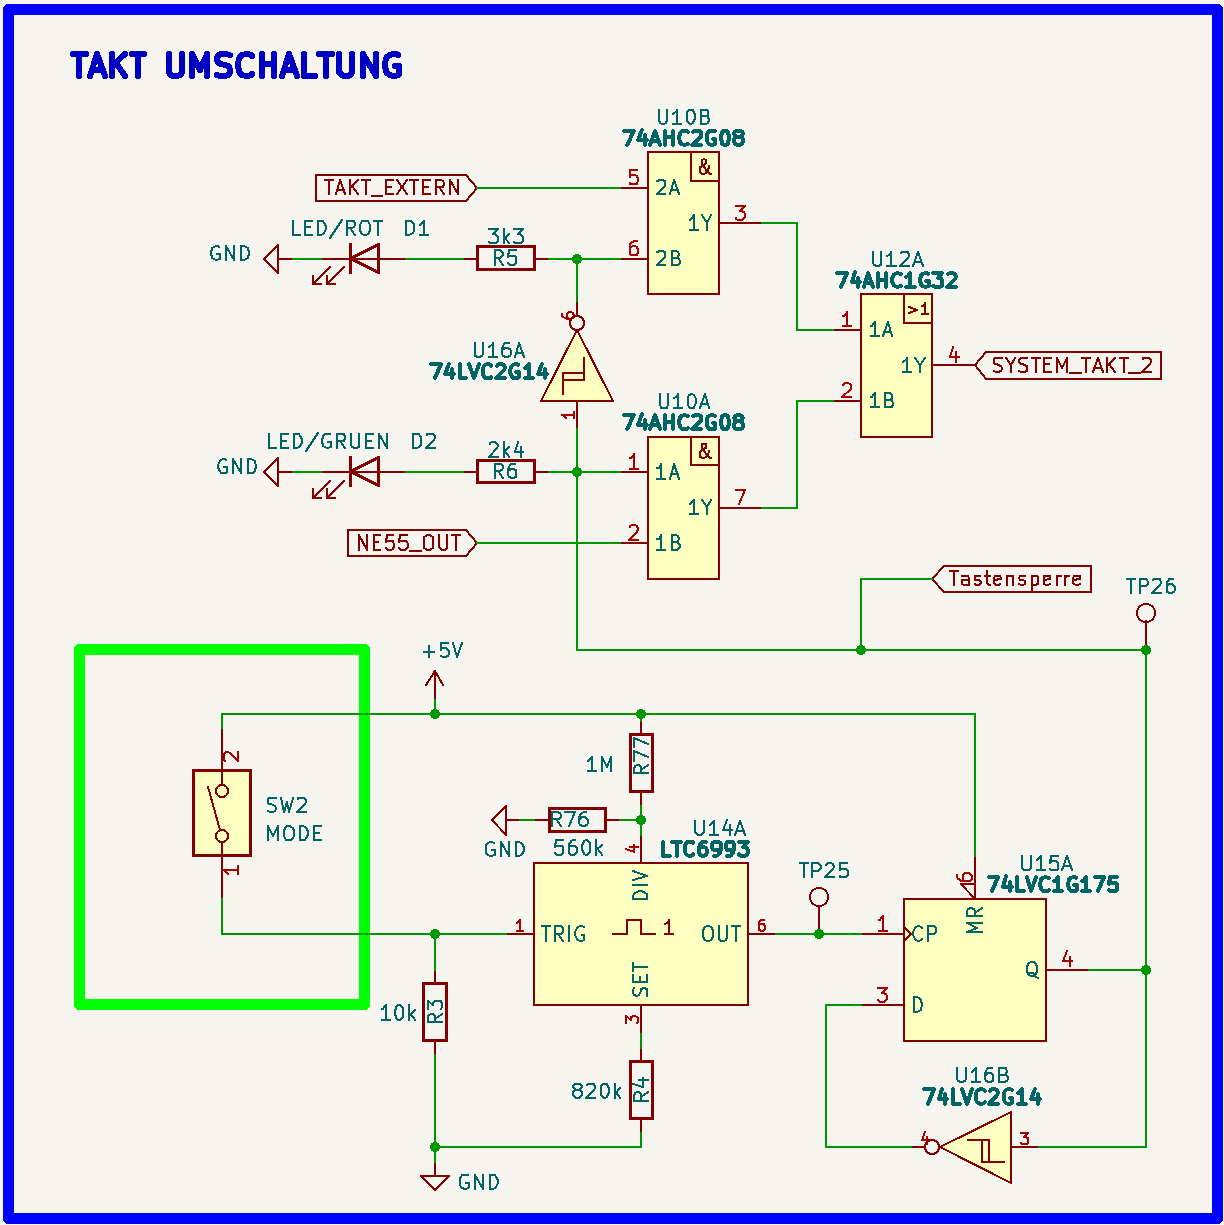 TAKT UMSCHALTUNG
U10B
74AHC2G08
&
TAKT_EXTERN
5
2A
1Y
3
LED/ROT D1
3k3
GND
R5
6
2B
U12A
74AHC1G32
>1
1
1A
6
U16A
74LVC2G14
1Y
4
SYSTEM_TAKT_2
1
2
1B
U10A
74AHC2G08
&
LED/GRUEN D2
2k4
GND
R6
1
1A
1Y
7
NE55_OUT
2
1B
Tastensperre
TP26
+5V
2
1M
R77
SW2
MODE
1
R76
GND
560k
4
U14A
LTC6993
DIV
TP25
U15A
74LVC1G175
6
MR
1
TRIG
1
OUT
6
1
CP
SET
Q
4
3
D
10k
R3
3
820k
R4
U16B
74LVC2G14
4
3
GND